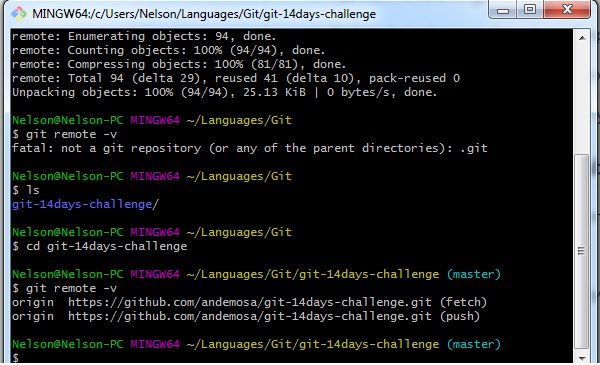 MINGW64:/c/Users/Nelson/Languages/Git/git-14days-challenge
remote: Enumerating objects: 94, done.
remote: Counting objects: 100% (94/94), done.
remote: Compressing objects: 100% (81/81), done.
remote: Total 94 (delta 29), reused 41 (delta 10), pack-reused 0
Unpacking objects: 100% (94/94), 25.13 KiB | 0 bytes/s, done.
Nelson@Nelson-PC MINGW64 ~/Languages/Git
$ git remote -v
fatal: not a git repository (or any of the parent directories): .git
Nelson@Nelson-PC MINGW64 ~/Languages/Git
$ ls
git-14days-challenge/
Nelson@Nelson-PC MINGW64 ~/Languages/Git
$ cd git-14days-challenge
Nelson@Nelson-PC MINGW64 ~/Languages/Git/git-14days-challenge (master)
$ git remote -v
origin  https://github.com/andemosa/git-14days-challenge.git (fetch)
origin  https://github.com/andemosa/git-14days-challenge.git (push)
Nelson@Nelson-PC MINGW64 ~/Languages/Git/git-14days-challenge (master)
$